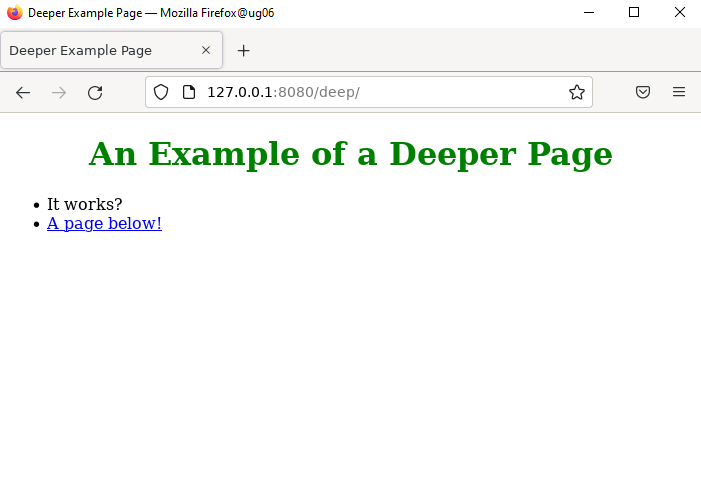 Deeper Example Page — Mozilla Firefox@ug06
Deeper Example Page
127.0.0.1:8080/deep/
An Example of a Deeper Page
• It works?
• A page below!